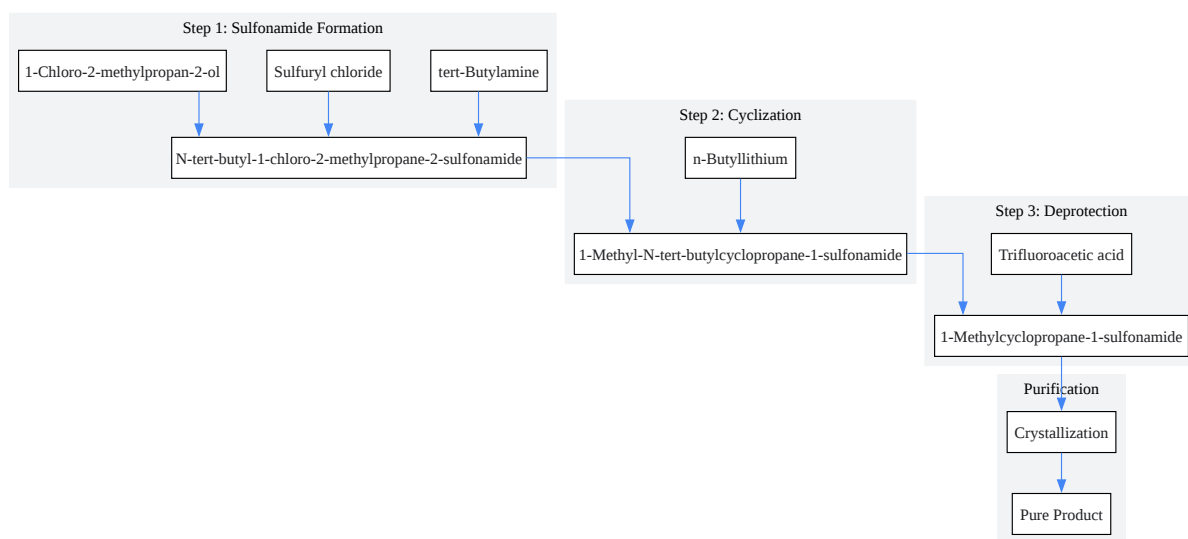 Step 1: Sulfonamide Formation
1-Chloro-2-methylpropan-2-ol
Sulfuryl chloride
tert-Butylamine
N-tert-butyl-1-chloro-2-methylpropane-2-sulfonamide
Step 2: Cyclization
n-Butyllithium
1-Methyl-N-tert-butylcyclopropane-1-sulfonamide
Step 3: Deprotection
Trifluoroacetic acid
1-Methylcyclopropane-1-sulfonamide
Purification
Crystallization
Pure Product